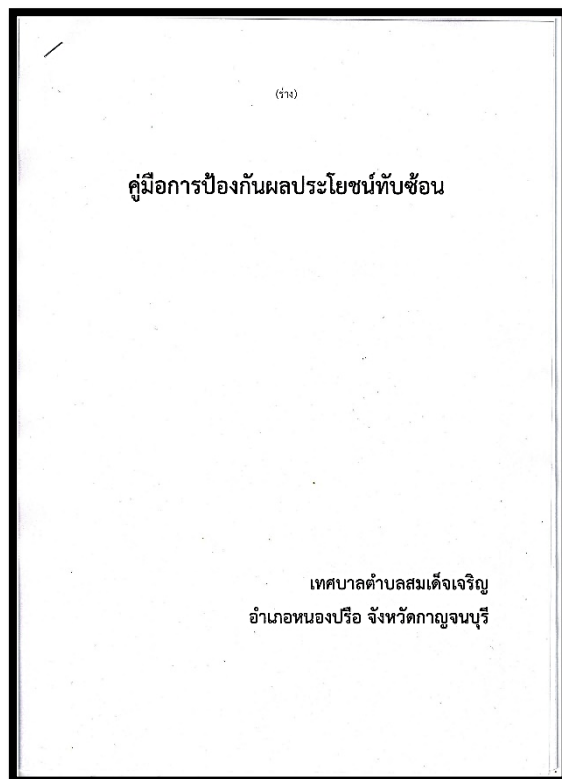 (ร่าง)
คู่มือการป้องกันผลประโยชน์ทับซ้อน
เทศบาลตำบลสมเด็จเจริญ
อำเภอหนองปรือ จังหวัดกาญจนบุรี